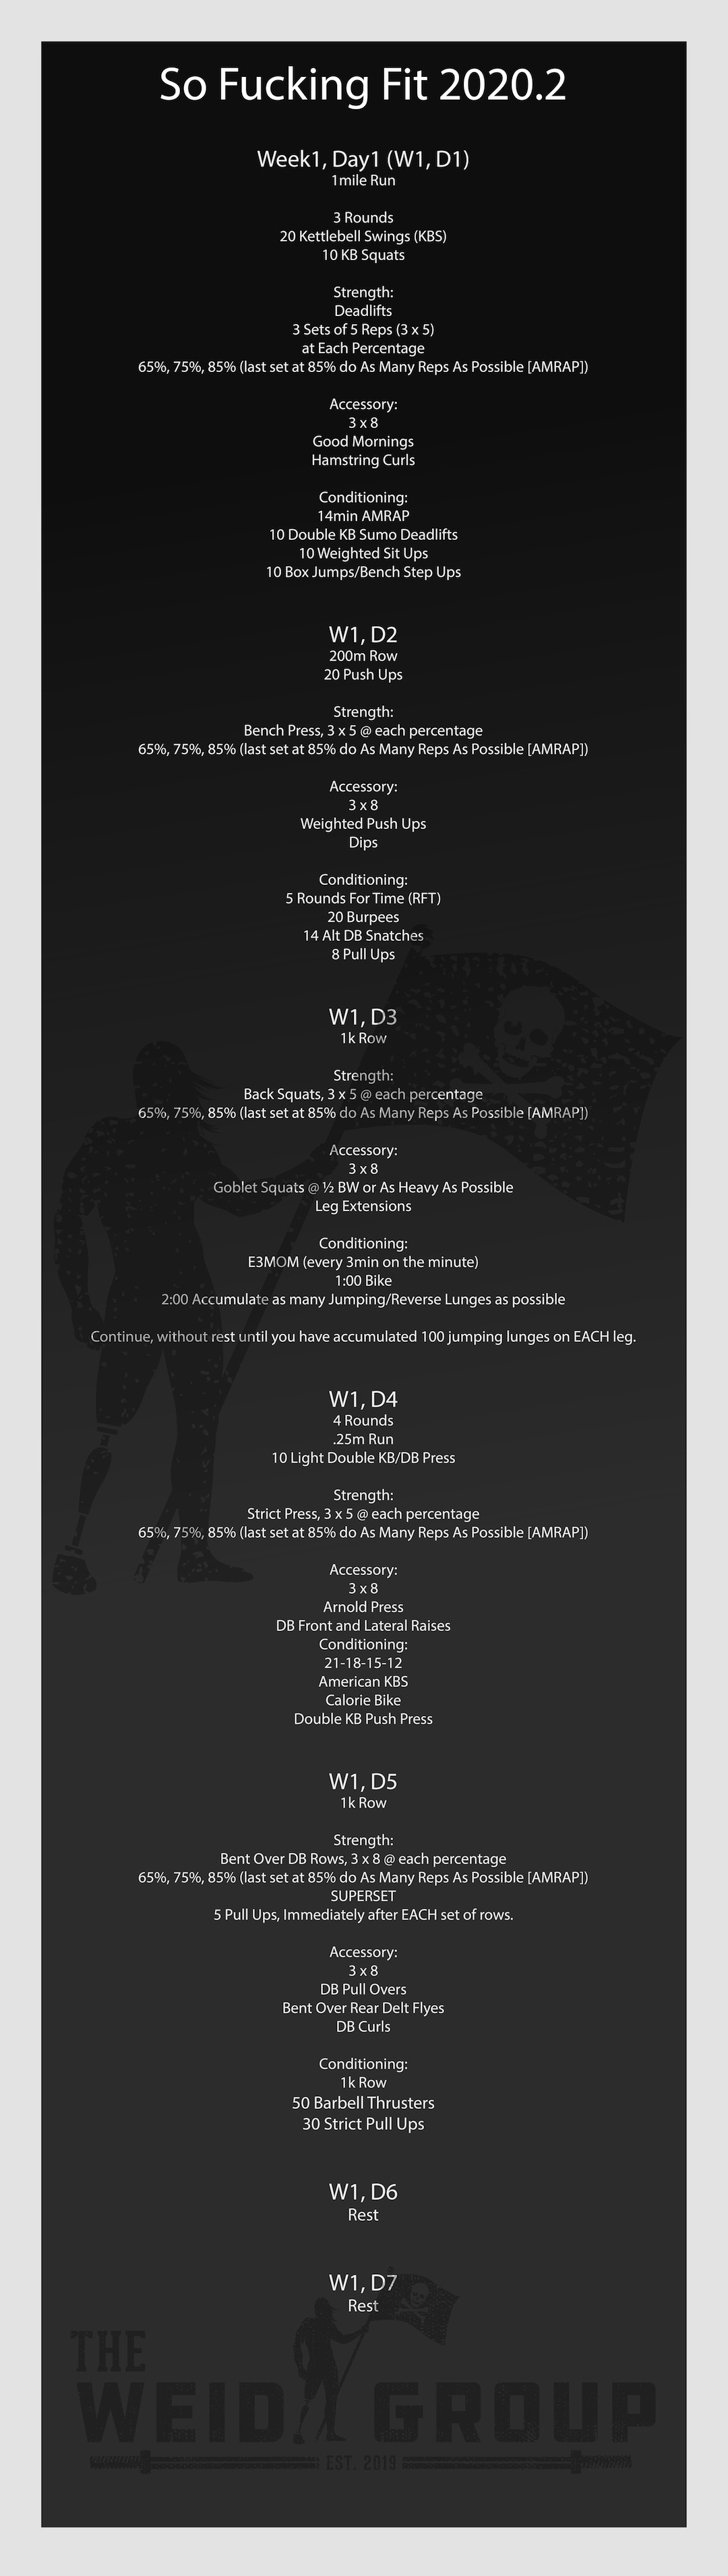 So Fucking Fit 2020.2
Week1, Day1 (W1, D1)
1mile Run
3 Rounds
20 Kettlebell Swings (KBS)
10 KB Squats
Strength:
Deadlifts
3 Sets of 5 Reps (3 x 5)
at Each Percentage
65%, 75%, 85% (last set at 85% do As Many Reps As Possible [AMRAP])
Accessory:
3 x 8
Good Mornings
Hamstring Curls
Conditioning:
14min AMRAP
10 Double KB Sumo Deadlifts
10 Weighted Sit Ups
10 Box Jumps/Bench Step Ups
W1, D2
200m Row
20 Push Ups
Strength:
Bench Press, 3 x 5 @ each percentage
65%, 75%, 85% (last set at 85% do As Many Reps As Possible [AMRAP])
Accessory:
3 x 8
Weighted Push Ups
Dips
Conditioning:
5 Rounds For Time (RFT)
20 Burpees
14 Alt DB Snatches
8 Pull Ups
W1, D3
1k Row
Strength:
Back Squats, 3 x 5 @ each percentage
65%, 75%, 85% (last set at 85% do As Many Reps As Possible [AMRAP])
Accessory:
3 x 8
Goblet Squats @ ½ BW or As Heavy As Possible
Leg Extensions
Conditioning:
E3MOM (every 3min on the minute)
1:00 Bike
2:00 Accumulate as many Jumping/Reverse Lunges as possible
Continue, without rest until you have accumulated 100 jumping lunges on EACH leg.
W1, D4
4 Rounds
.25m Run
10 Light Double KB/DB Press
Strength:
Strict Press, 3 x 5 @ each percentage
65%, 75%, 85% (last set at 85% do As Many Reps As Possible [AMRAP])
Accessory:
3 x 8
Arnold Press
DB Front and Lateral Raises
Conditioning:
21-18-15-12
American KBS
Calorie Bike
Double KB Push Press
W1, D5
1k Row
Strength:
Bent Over DB Rows, 3 x 8 @ each percentage
65%, 75%, 85% (last set at 85% do As Many Reps As Possible [AMRAP])
SUPERSET
5 Pull Ups, Immediately after EACH set of rows.
Accessory:
3 x 8
DB Pull Overs
Bent Over Rear Delt Flyes
DB Curls
Conditioning:
1k Row
50 Barbell Thrusters
30 Strict Pull Ups
W1, D6
Rest
W1, D7
Rest
THE
WEID GROUP
EST. 2019